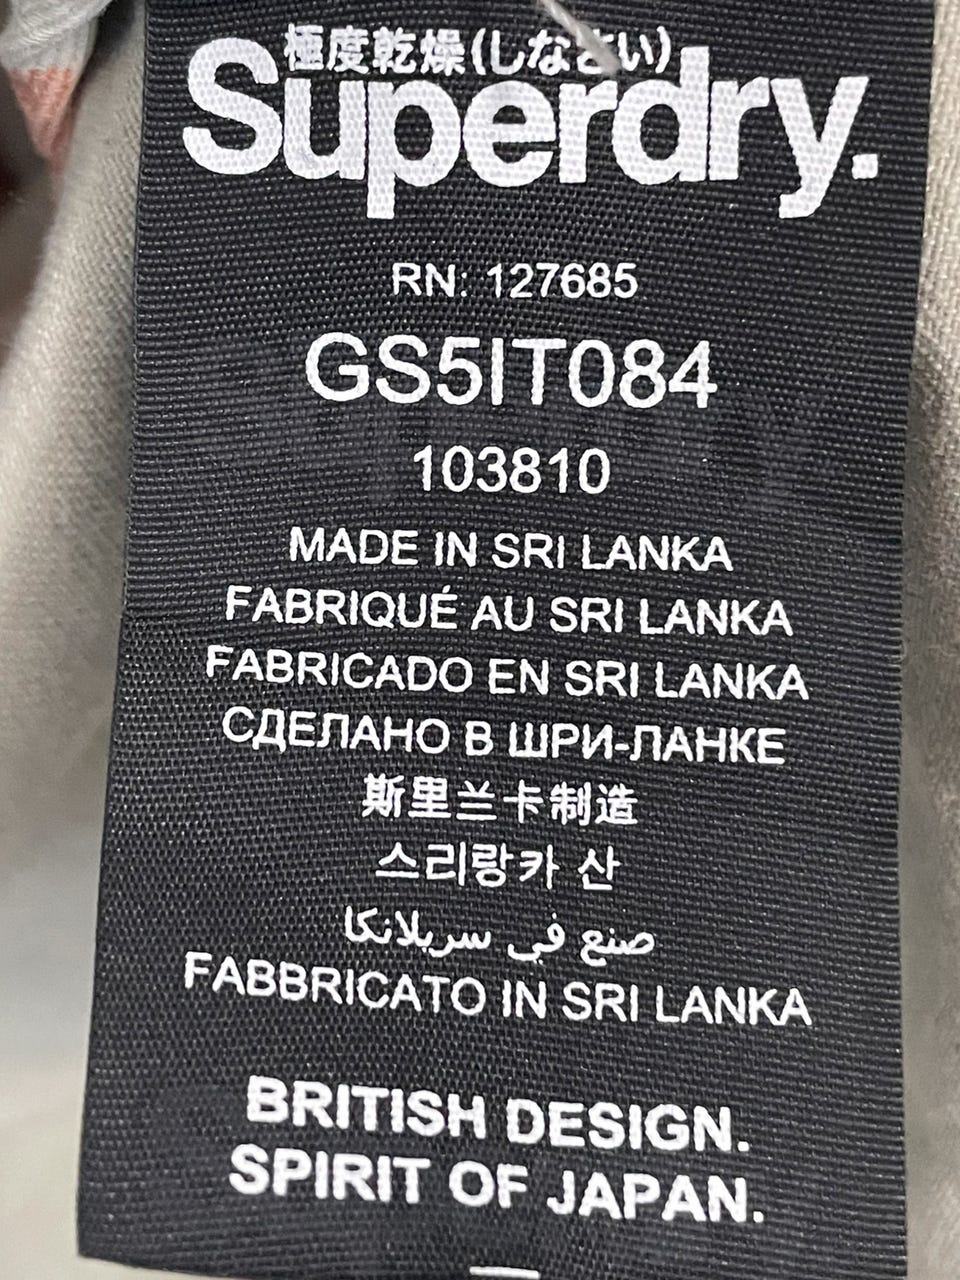 極度乾燥(しなさい)
Superdry.
RN: 127685
GS5IT084
103810
MADE IN SRI LANKA
FABRIQUÉ AU SRI LANKA
FABRICADO EN SRI LANKA
СДЕЛАНО В ШРИ-ЛАНКЕ
斯里兰卡制造
스리랑카 산
صنع في سريلانكا
FABBRICATO IN SRI LANKA
BRITISH DESIGN.
SPIRIT OF JAPAN.